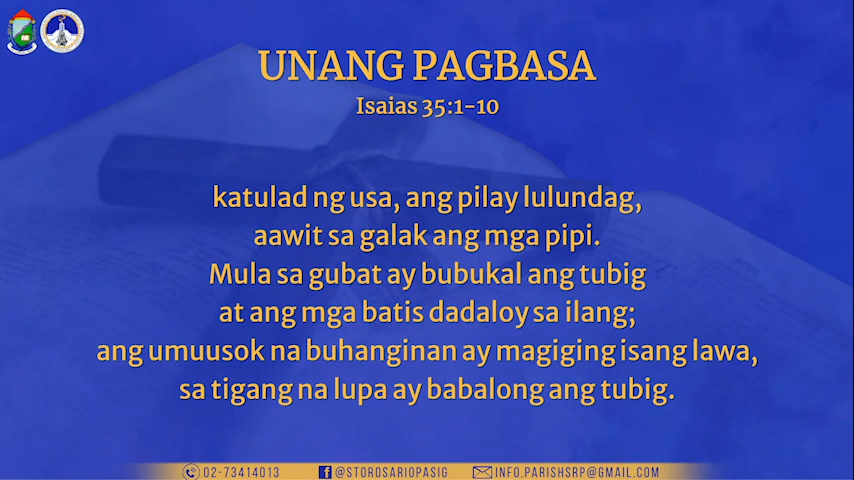 UNANG PAGBASA
Isaias 35:1-10
katulad ng usa, ang pilay lulundag,
aawit sa galak ang mga pipi.
Mula sa gubat ay bubukal ang tubig
at ang mga batis dadaloy sa ilang;
ang umuusok na buhanginan ay magiging isang lawa,
sa tigang na lupa ay babalong ang tubig.
02-73414013 @STOROSARIOPASIG INFO.PARISHSRP@GMAIL.COM